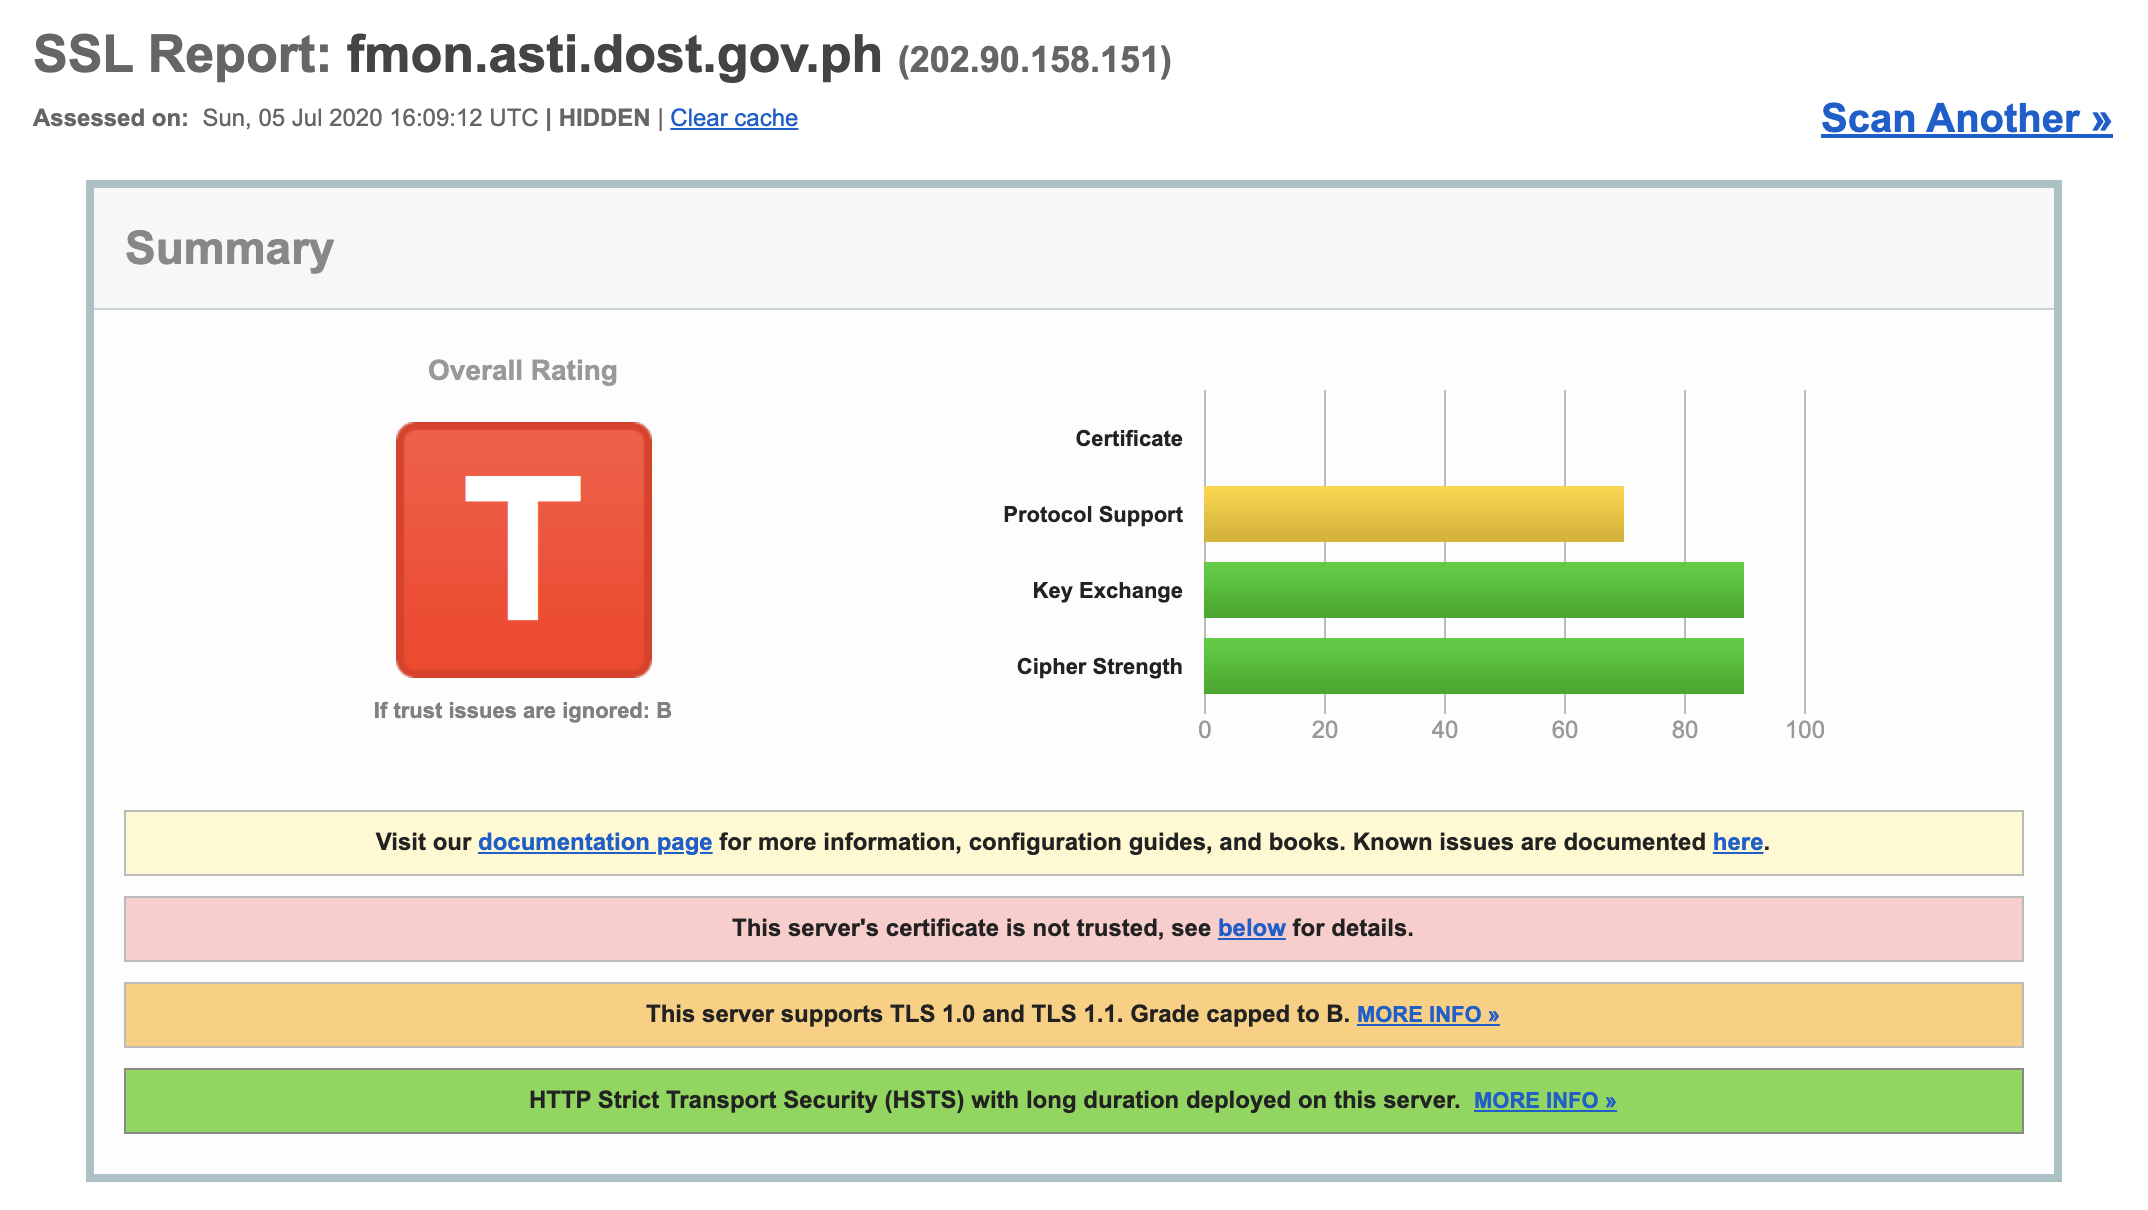 SSL Report: fmon.asti.dost.gov.ph (202.90.158.151)
Assessed on: Sun, 05 Jul 2020 16:09:12 UTC | HIDDEN | Clear cache
Scan Another »
Summary
Overall Rating
T
If trust issues are ignored: B
Certificate
Protocol Support
Key Exchange
Cipher Strength
0 20 40 60 80 100
Visit our documentation page for more information, configuration guides, and books. Known issues are documented here.
This server's certificate is not trusted, see below for details.
This server supports TLS 1.0 and TLS 1.1. Grade capped to B. MORE INFO »
HTTP Strict Transport Security (HSTS) with long duration deployed on this server. MORE INFO »